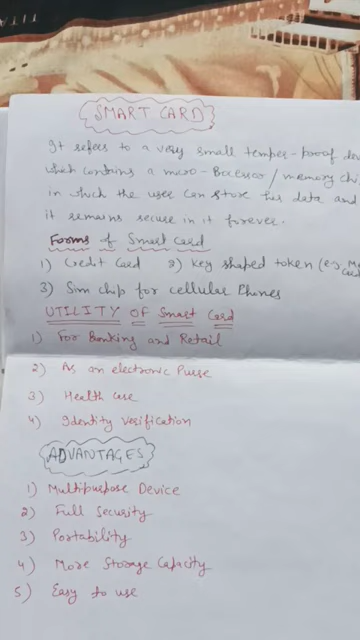 SMART CARD
It refers to a very small temper-proof
which contains a micro-Processor/memory
in which the user can store his data and
it remains secure in it forever.
Forms of Smart Card
1) Credit Card 2) Key shaped token (e.g.
3) Sim chip for cellular Phones
UTILITY OF Smart Card
1) For Banking and Retail
2) As an electronic Purse
3) Health care
4) Identity Verification
ADVANTAGES
1) Multipurpose Device
2) Full Security
3) Portability
4) More Storage Capacity
5) Easy to use